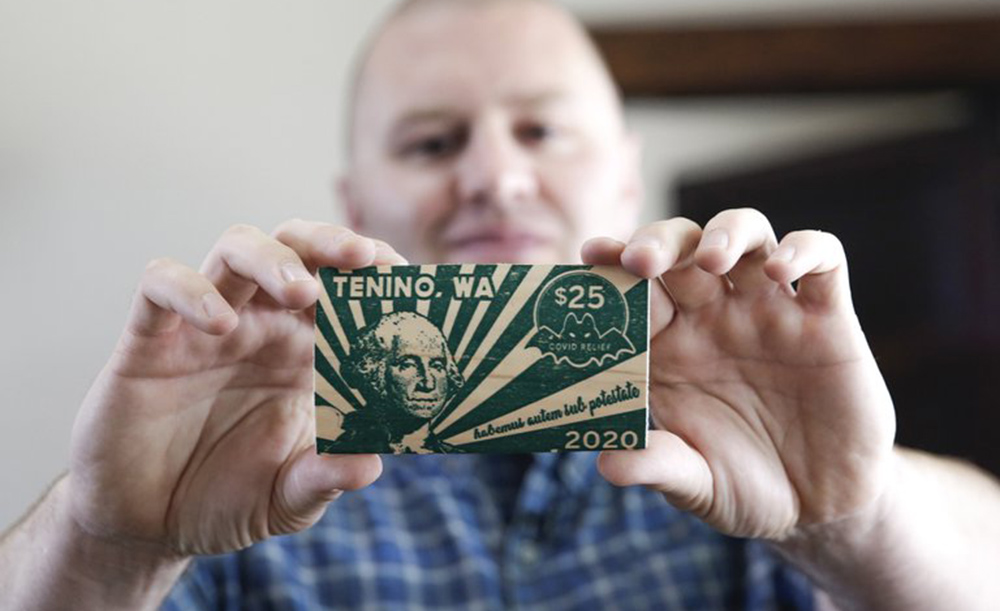 TENINO, WA
$25
COVID RELIEF
habemus autem sub potestate
2020